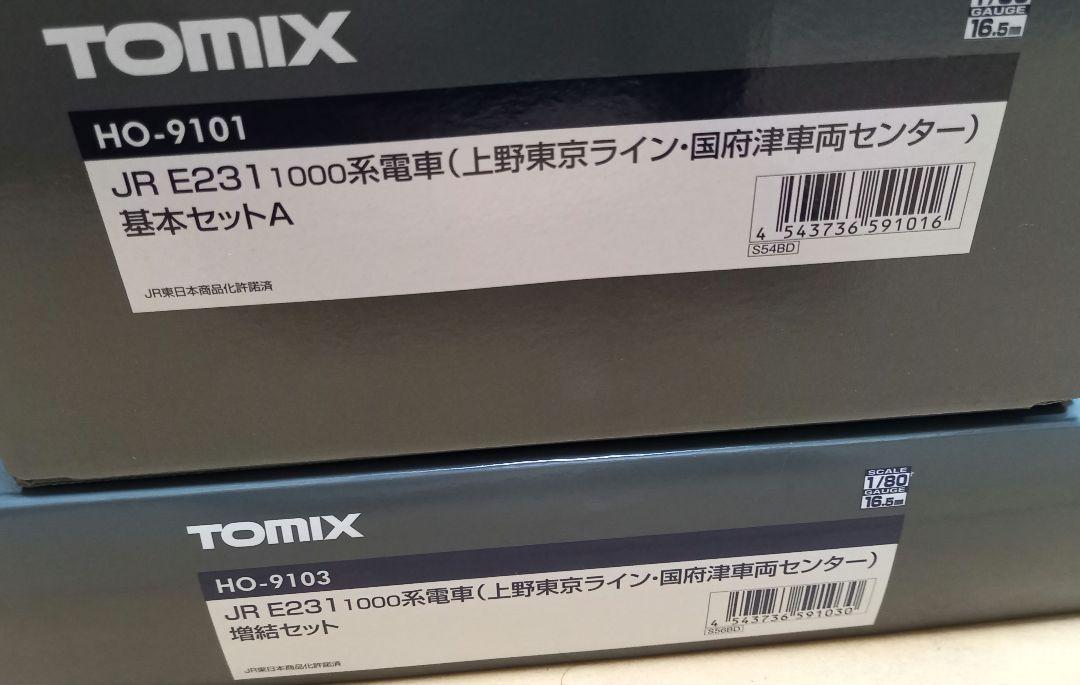 TOMIX
1/80
GAUGE
16.5mm
HO-9101
JR E231 1000系電車(上野東京ライン・国府津車両センター)
基本セットA
4 543736 591016
S54BD
JR東日本商品化許諾済
SCALE
1/80
GAUGE
16.5mm
TOMIX
HO-9103
JR E231 1000系電車(上野東京ライン・国府津車両センター)
増結セット
4 543736 591030
S56BD
JR東日本商品化許諾済